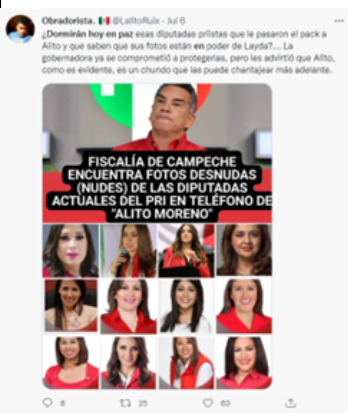 Obradorista. 🇲🇽 @LalitoRuix · Jul 6
¿Dormirán hoy en paz esas diputadas priistas que le pasaron el pack a
Alito y que saben que sus fotos están en poder de Layda?... La
gobernadora ya se comprometió a protegerlas, pero les advirtió que Alito,
como es evidente, es un chundo que las puede chantajear más adelante.
FISCALÍA DE CAMPECHE
ENCUENTRA FOTOS DESNUDAS
(NUDES) DE LAS DIPUTADAS
ACTUALES DEL PRI EN TELÉFONO DE
"ALITO MORENO"
8 25 63